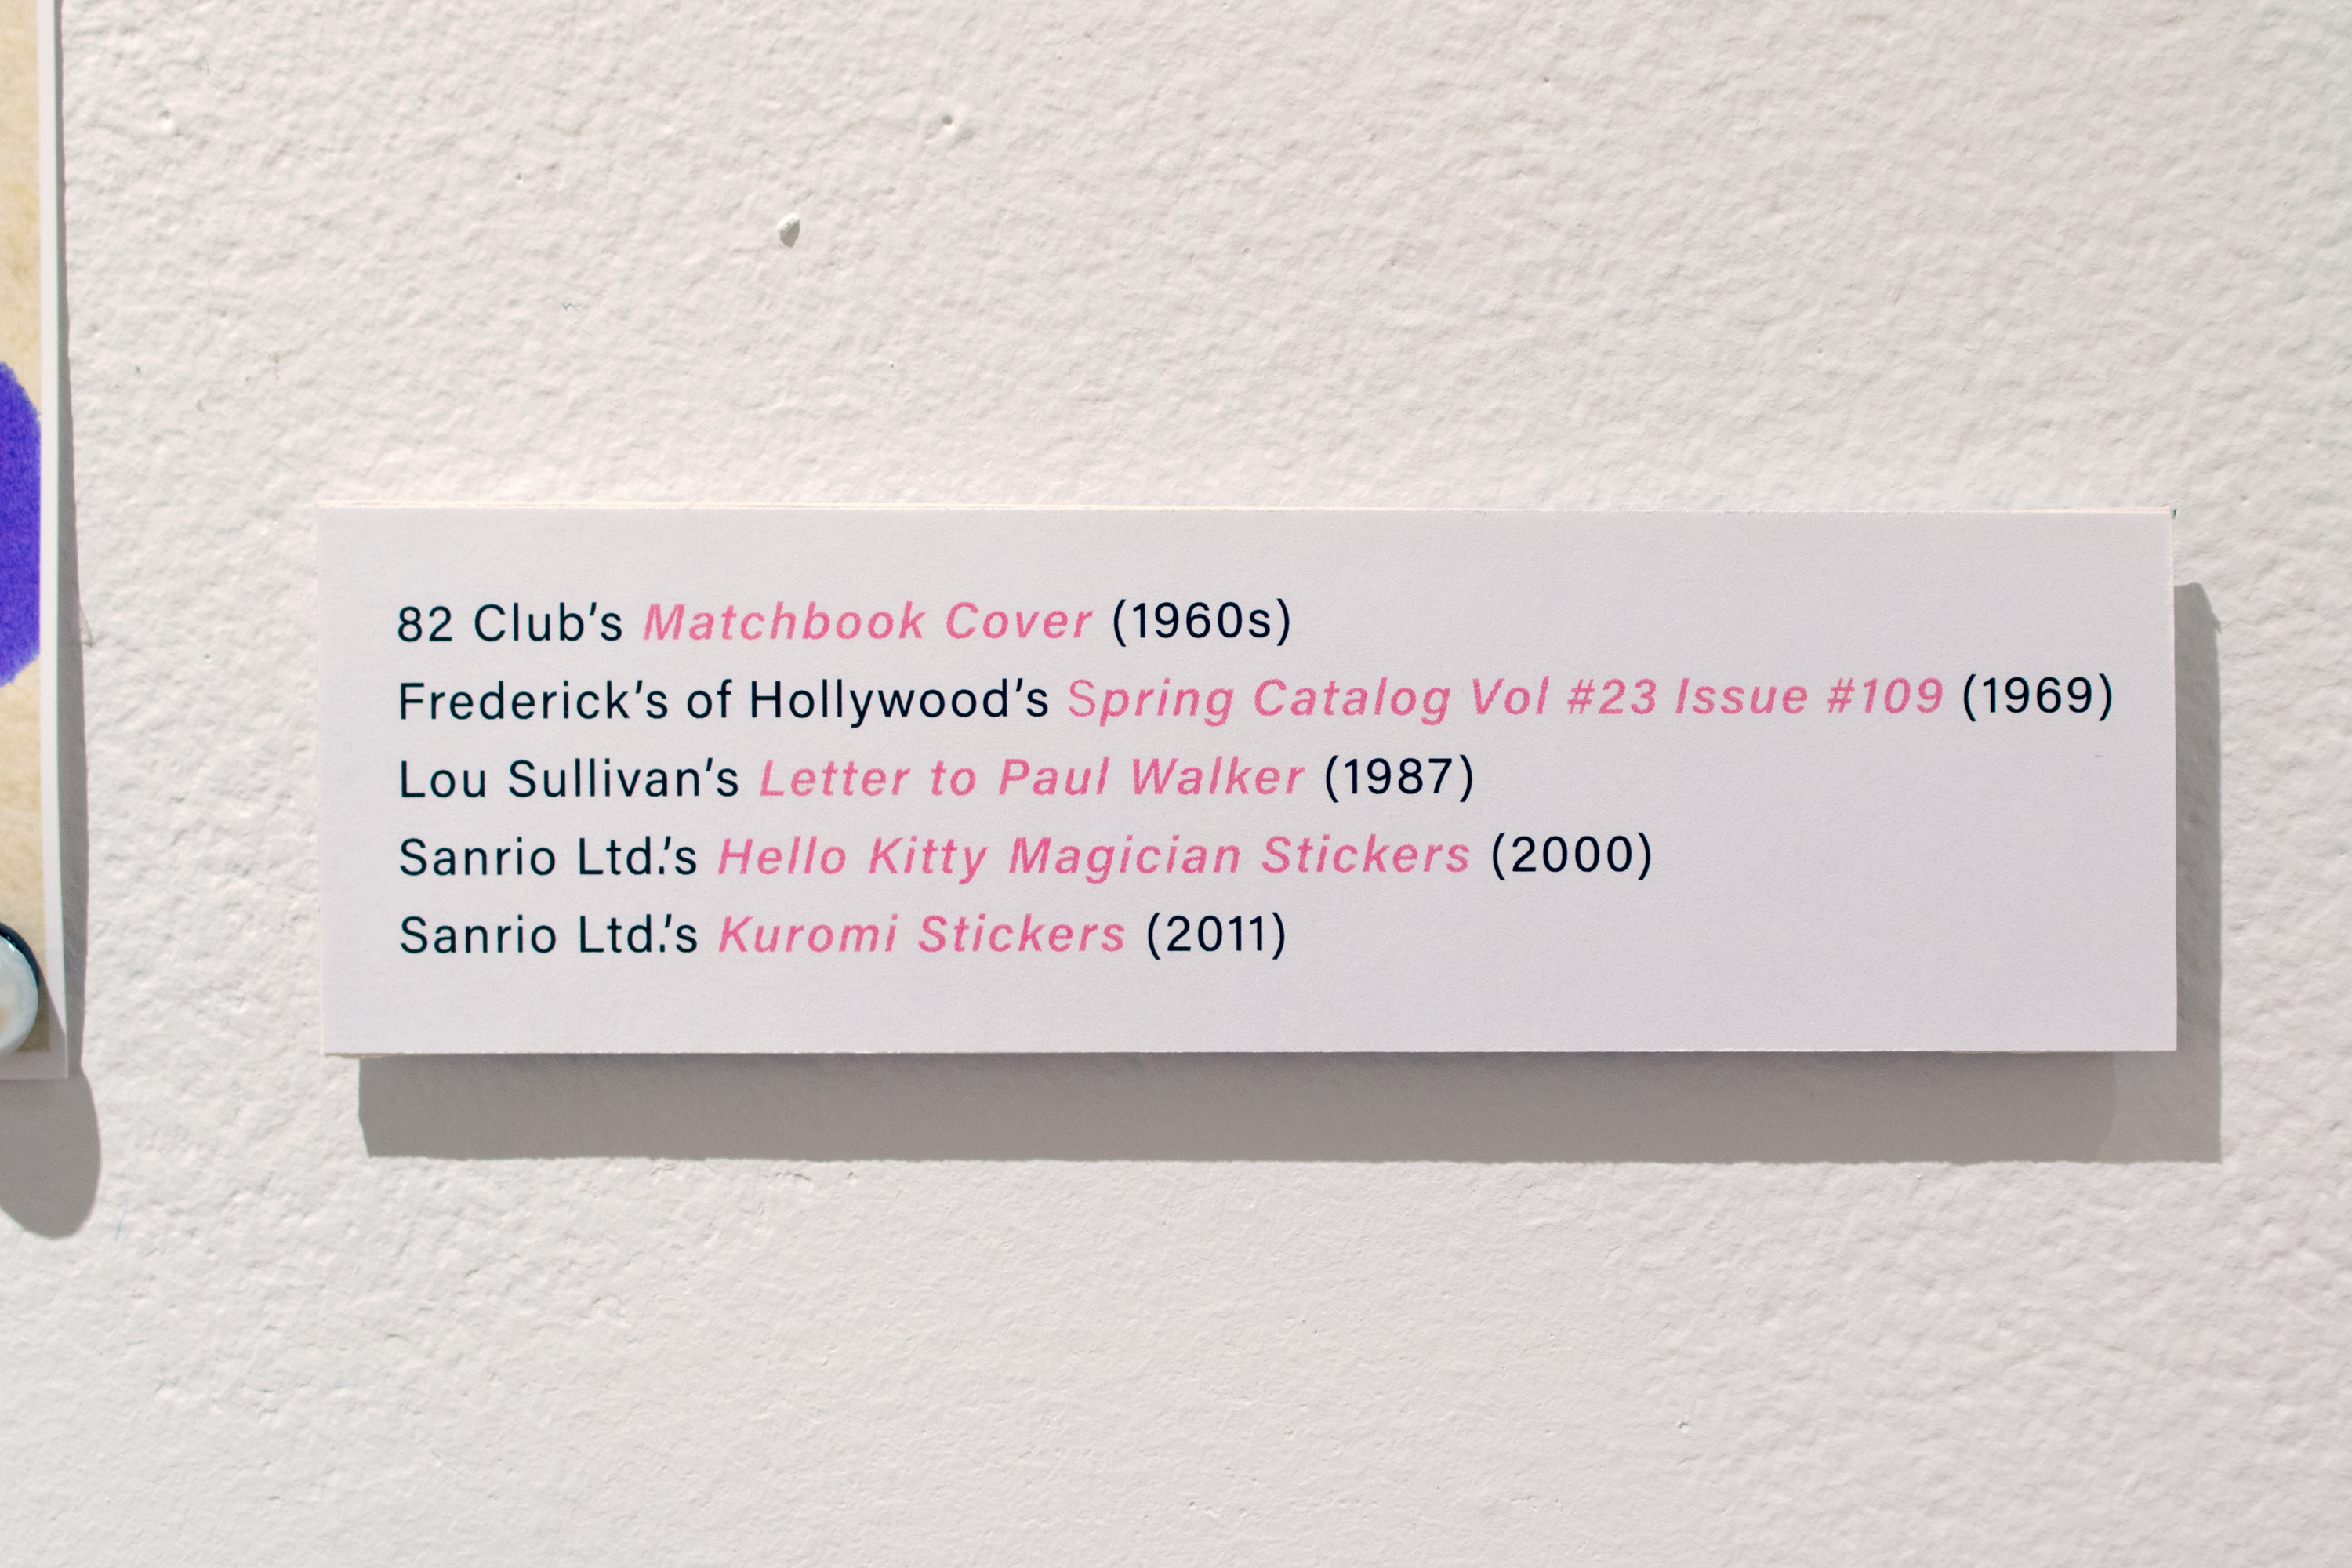 82 Club’s Matchbook Cover (1960s)
Frederick’s of Hollywood’s Spring Catalog Vol #23 Issue #109 (1969)
Lou Sullivan’s Letter to Paul Walker (1987)
Sanrio Ltd.’s Hello Kitty Magician Stickers (2000)
Sanrio Ltd.’s Kuromi Stickers (2011)